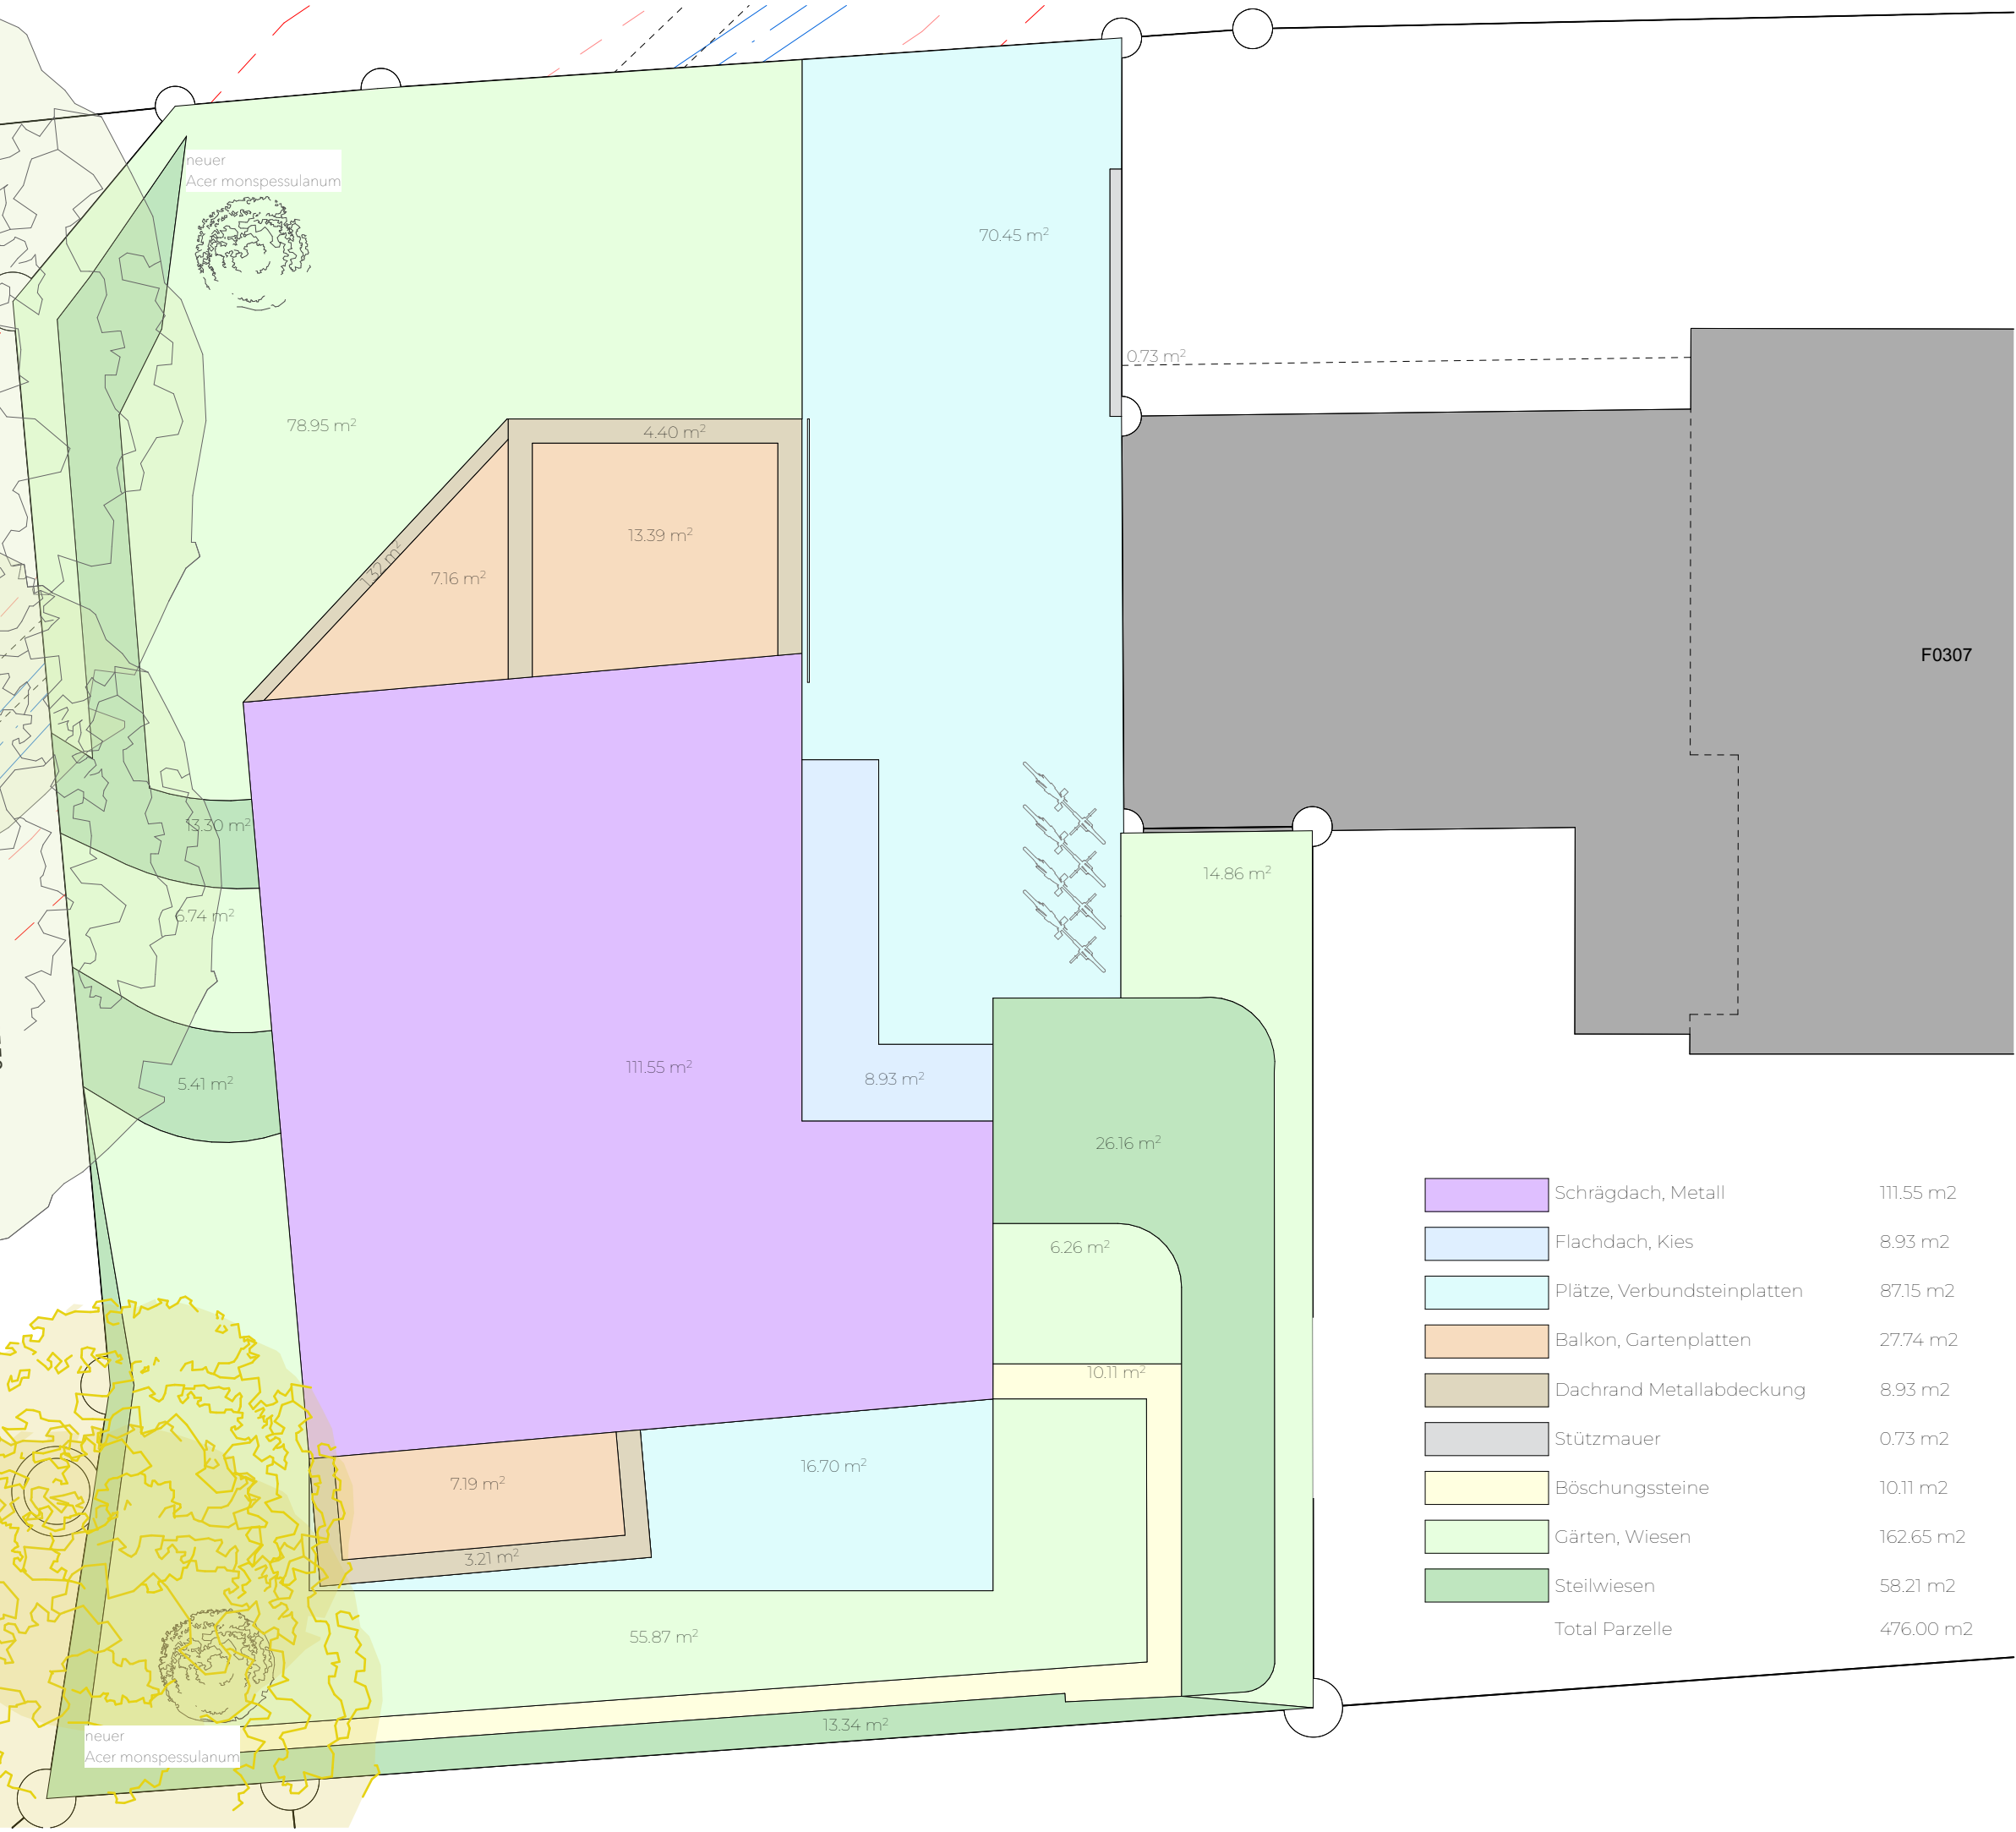 neuer
Acer monspessulanum
70.45 m²
0.73 m²
78.95 m²
4.40 m²
13.39 m²
1.32 m²
7.16 m²
F0307
13.30 m²
14.86 m²
6.74 m²
111.55 m²
5.41 m²
8.93 m²
26.16 m²
6.26 m²
10.11 m²
7.19 m²
16.70 m²
3.21 m²
55.87 m²
13.34 m²
neuer
Acer monspessulanum
Schrägdach, Metall 111.55 m2
Flachdach, Kies 8.93 m2
Plätze, Verbundsteinplatten 87.15 m2
Balkon, Gartenplatten 27.74 m2
Dachrand Metallabdeckung 8.93 m2
Stützmauer 0.73 m2
Böschungssteine 10.11 m2
Gärten, Wiesen 162.65 m2
Steilwiesen 58.21 m2
Total Parzelle 476.00 m2